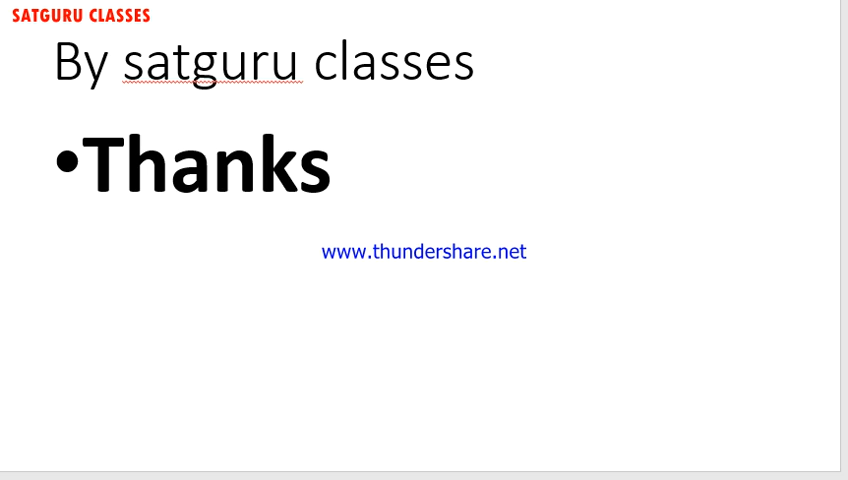 SATGURU CLASSES
By satguru classes
•Thanks
www.thundershare.net